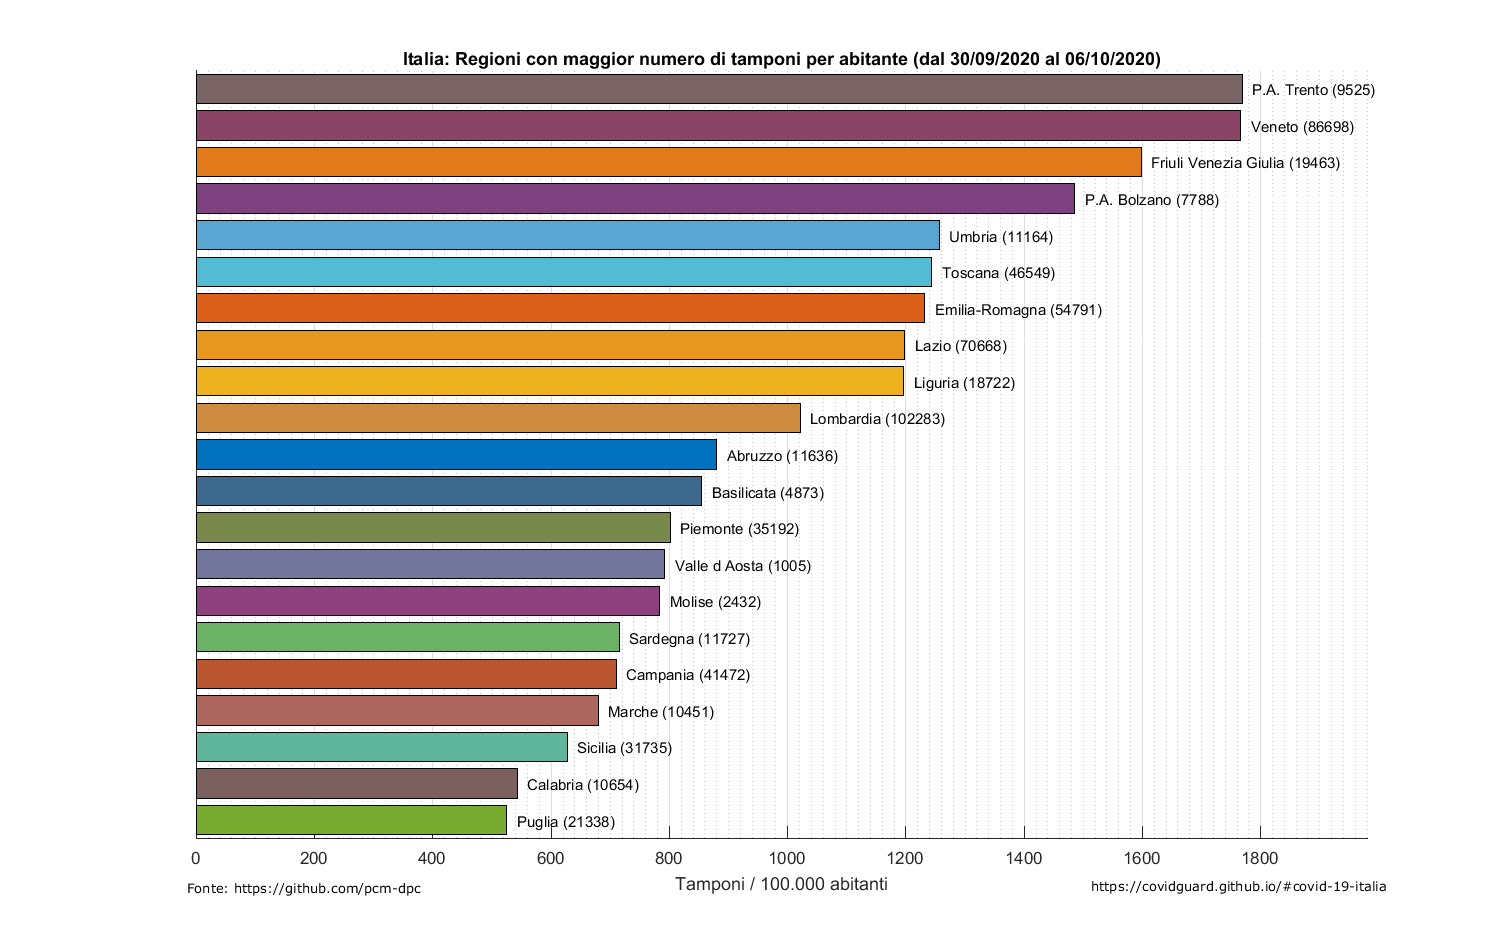 Italia: Regioni con maggior numero di tamponi per abitante (dal 30/09/2020 al 06/10/2020)
P.A. Trento (9525)
Veneto (86698)
Friuli Venezia Giulia (19463)
P.A. Bolzano (7788)
Umbria (11164)
Toscana (46549)
Emilia-Romagna (54791)
Lazio (70668)
Liguria (18722)
Lombardia (102283)
Abruzzo (11636)
Basilicata (4873)
Piemonte (35192)
Valle d Aosta (1005)
Molise (2432)
Sardegna (11727)
Campania (41472)
Marche (10451)
Sicilia (31735)
Calabria (10654)
Puglia (21338)
0 200 400 600 800 1000 1200 1400 1600 1800
Tamponi / 100.000 abitanti
Fonte: https://github.com/pcm-dpc
https://covidguard.github.io/#covid-19-italia